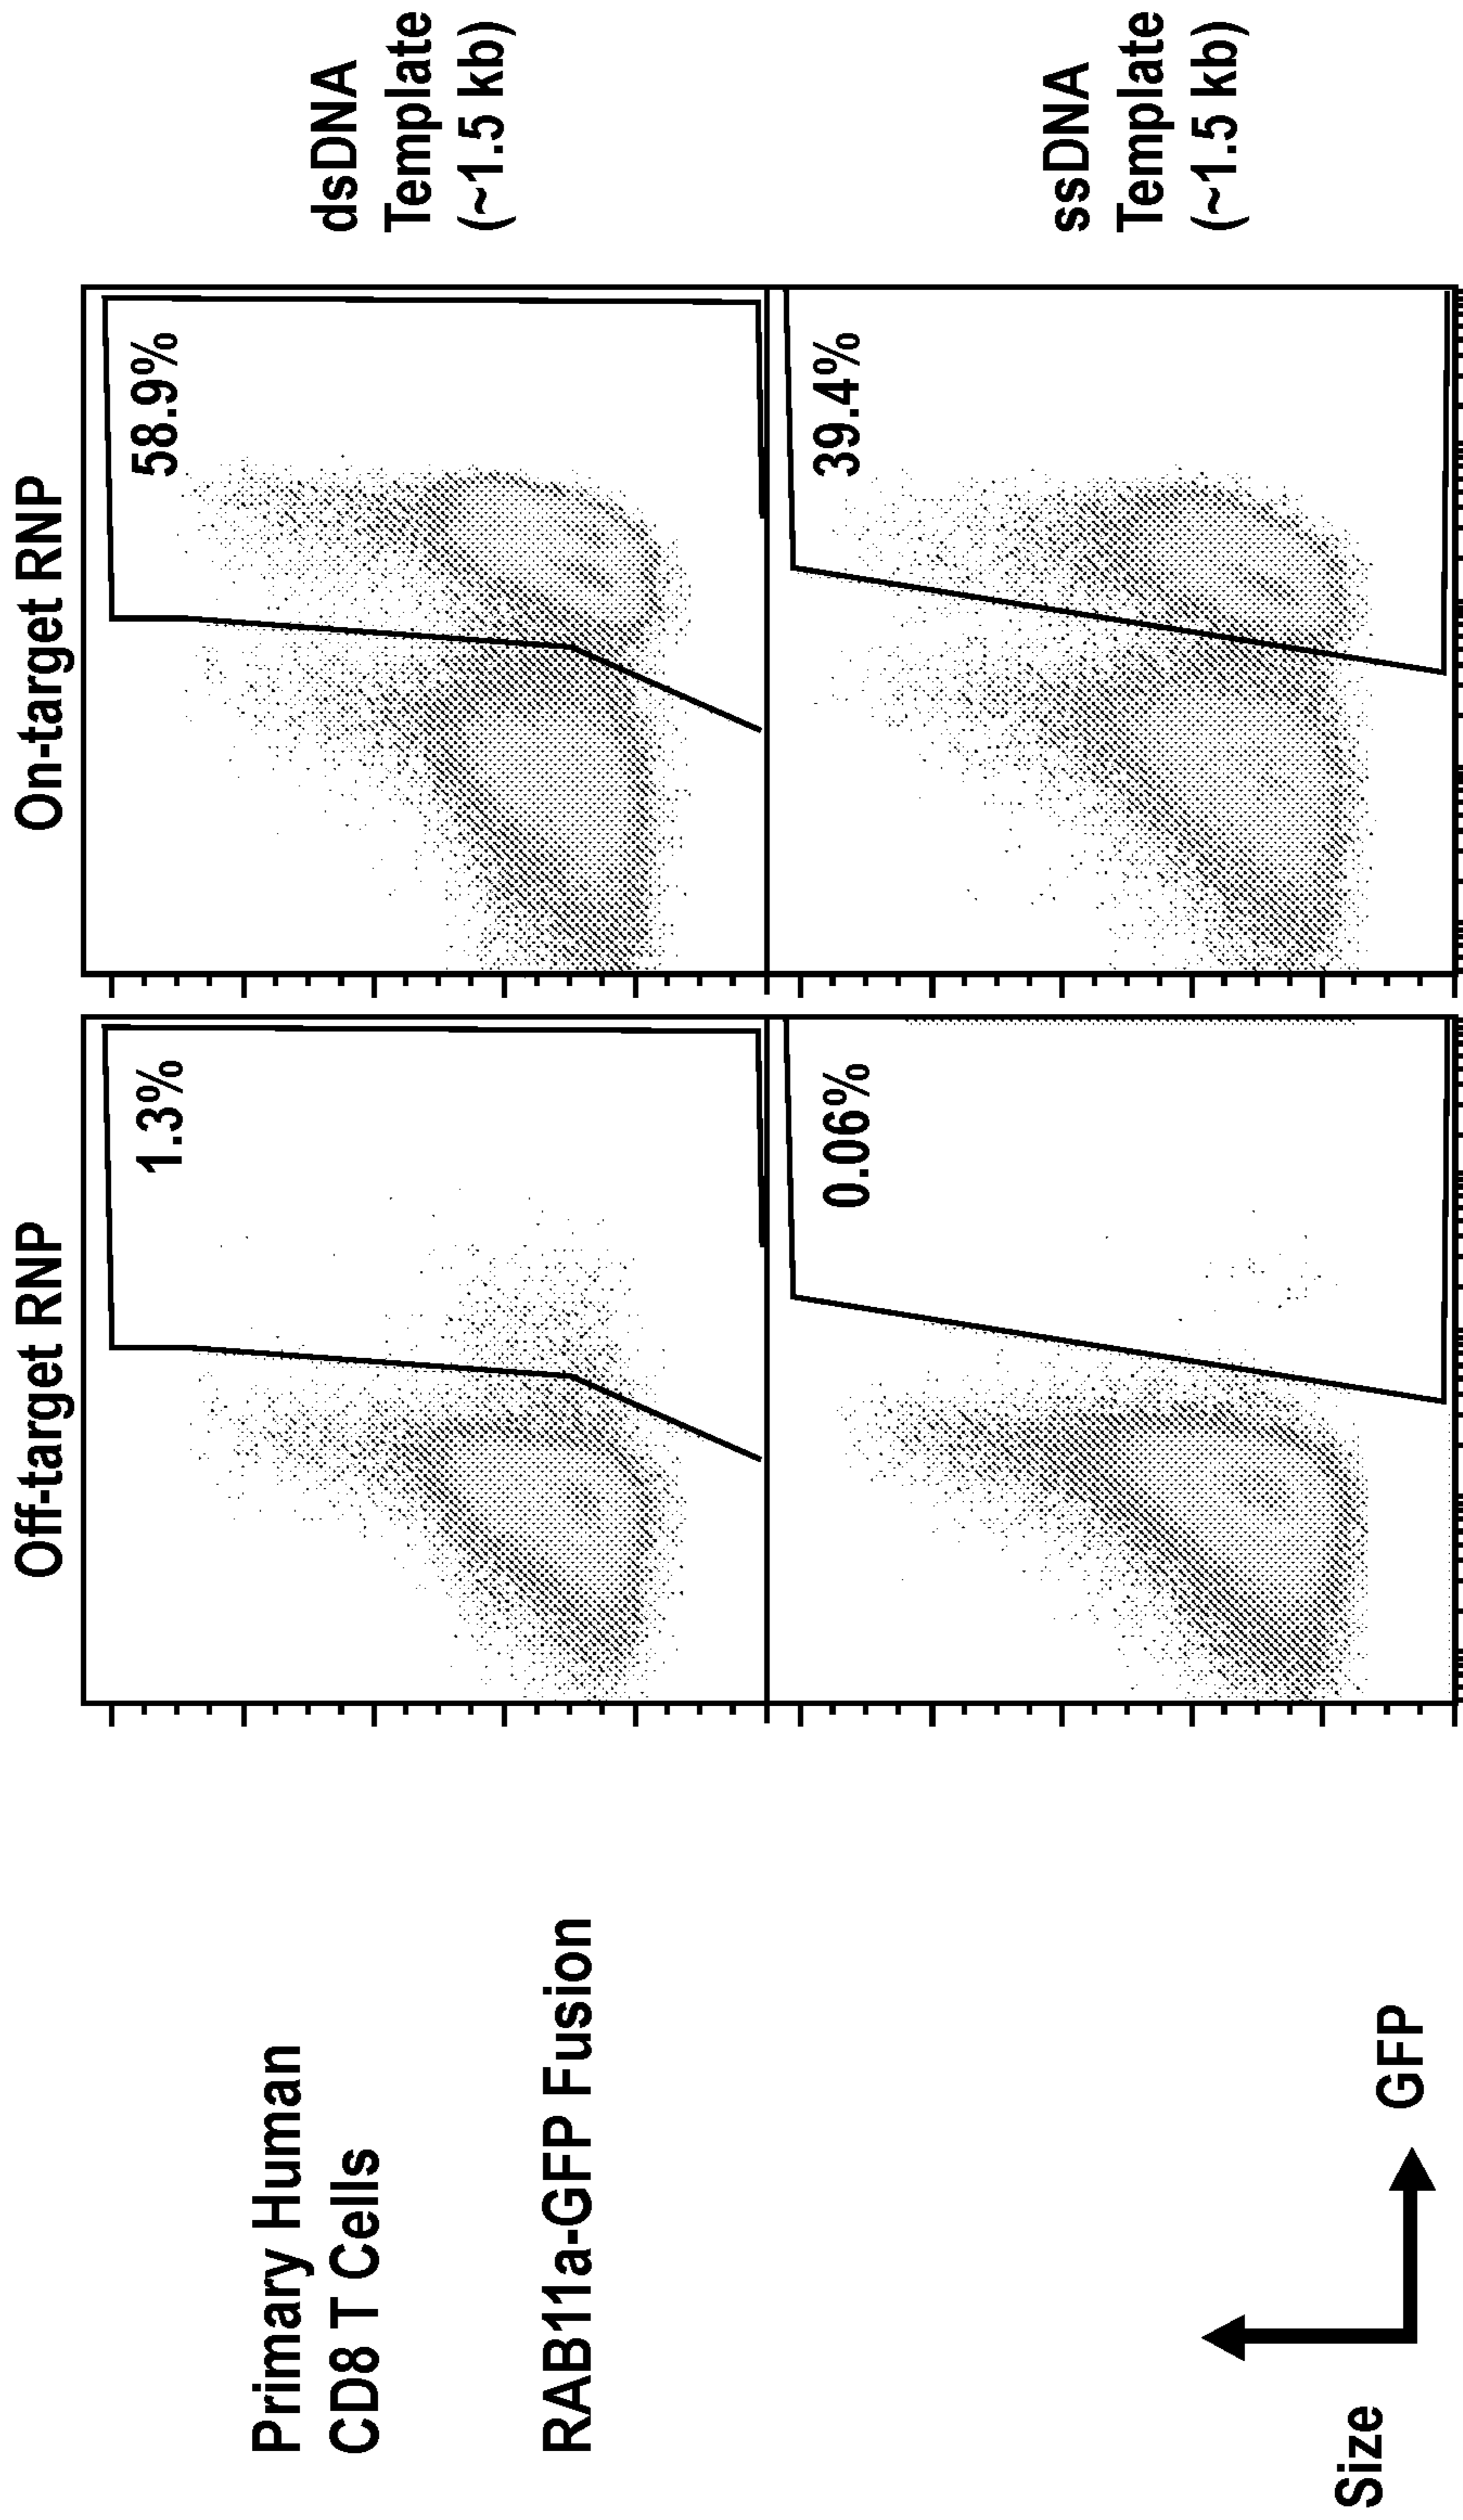 Primary Human
CD8 T Cells
RAB11a-GFP Fusion
Size
GFP
Off-target RNP
On-target RNP
1.3%
58.9%
dsDNA
Template
(~1.5 kb)
0.06%
39.4%
ssDNA
Template
(~1.5 kb)